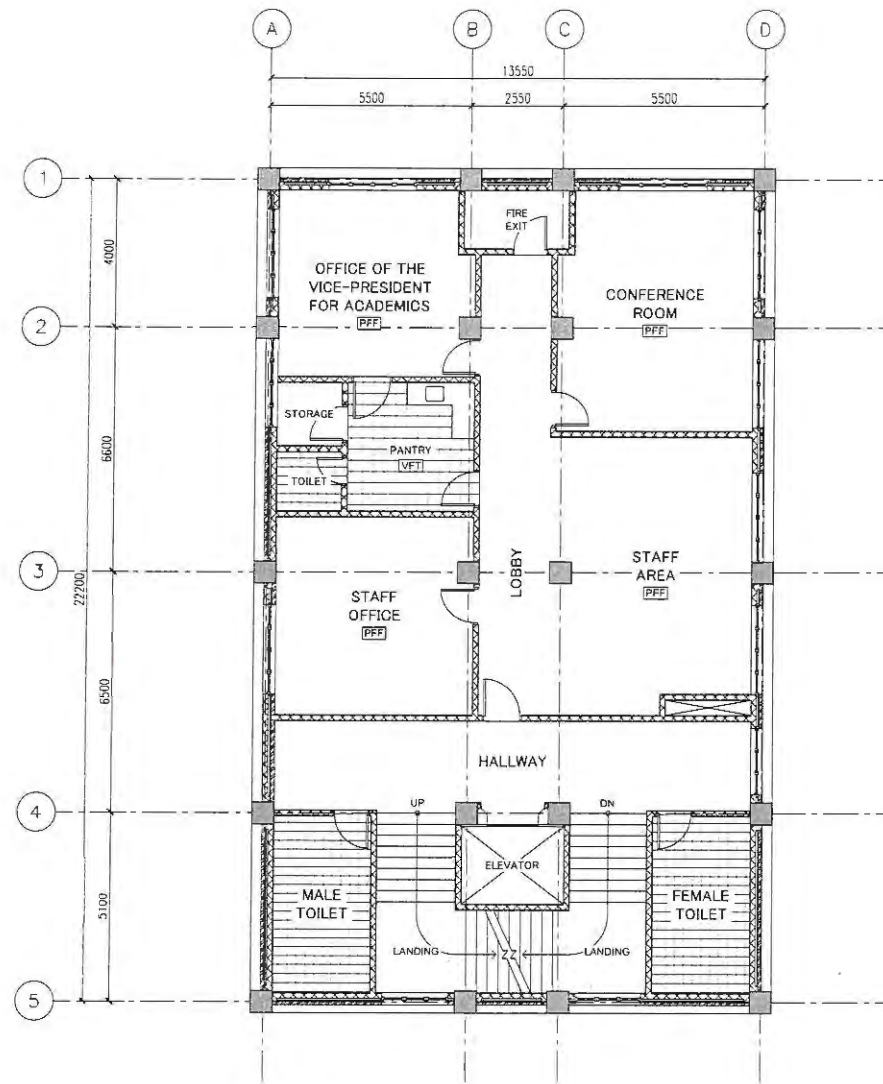 A
B
C
D
13550
5500
2550
5500
1
2
3
4
5
4000
6600
22200
6500
5100
FIRE
EXIT
OFFICE OF THE
VICE-PRESIDENT
FOR ACADEMICS
PFF
CONFERENCE
ROOM
PFF
STORAGE
PANTRY
VFT
TOILET
LOBBY
STAFF
AREA
PFF
STAFF
OFFICE
PFF
HALLWAY
UP
DN
ELEVATOR
MALE
TOILET
FEMALE
TOILET
LANDING
LANDING